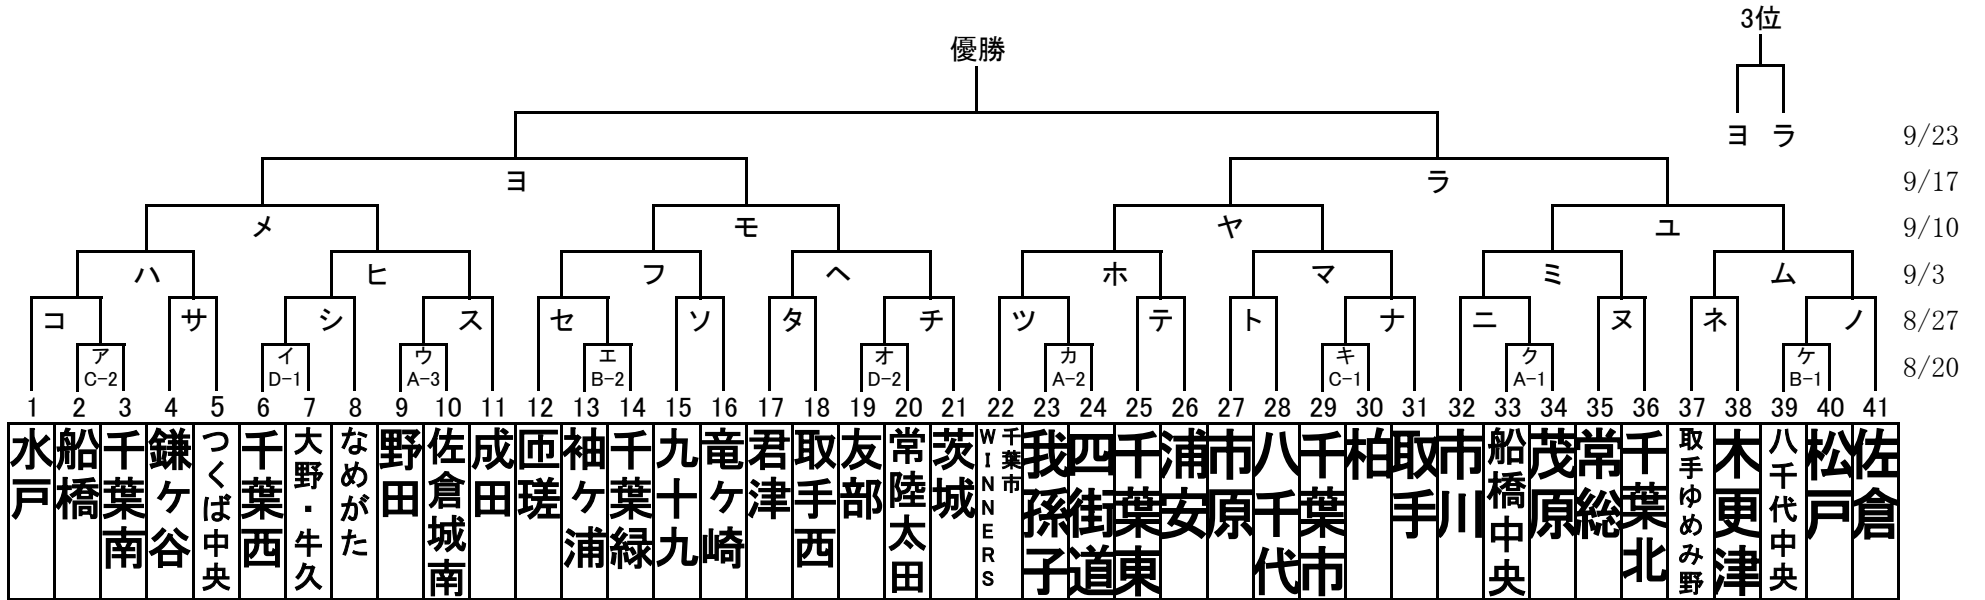 3位
優勝
ヨ ラ 9/23
ヨ ラ 9/17
メ モ ヤ ユ 9/10
ハ ヒ フ ヘ ホ マ ミ ム 9/3
コ サ シ ス セ ソ タ チ ツ テ ト ナ ニ ヌ ネ ノ 8/27
ア イ ウ エ オ カ キ ク ケ 8/20
C-2 D-1 A-3 B-2 D-2 A-2 C-1 A-1 B-1
1 2 3 4 5 6 7 8 9 10 11 12 13 14 15 16 17 18 19 20 21 22 23 24 25 26 27 28 29 30 31 32 33 34 35 36 37 38 39 40 41
水戸
船橋
千葉南
鎌ケ谷
つくば中央
千葉西
大野・牛久
なめがた
野田
佐倉城南
成田
匝瑳
袖ケ浦
千葉緑
九十九
竜ケ崎
君津
取手西
友部
常陸太田
茨城
千葉市
WINNERS
我孫子
四街道
千葉東
浦安
市原
八千代
千葉市
柏
取手
市川
船橋中央
茂原
常総
千葉北
取手ゆめみ野
木更津
八千代中央
松戸
佐倉